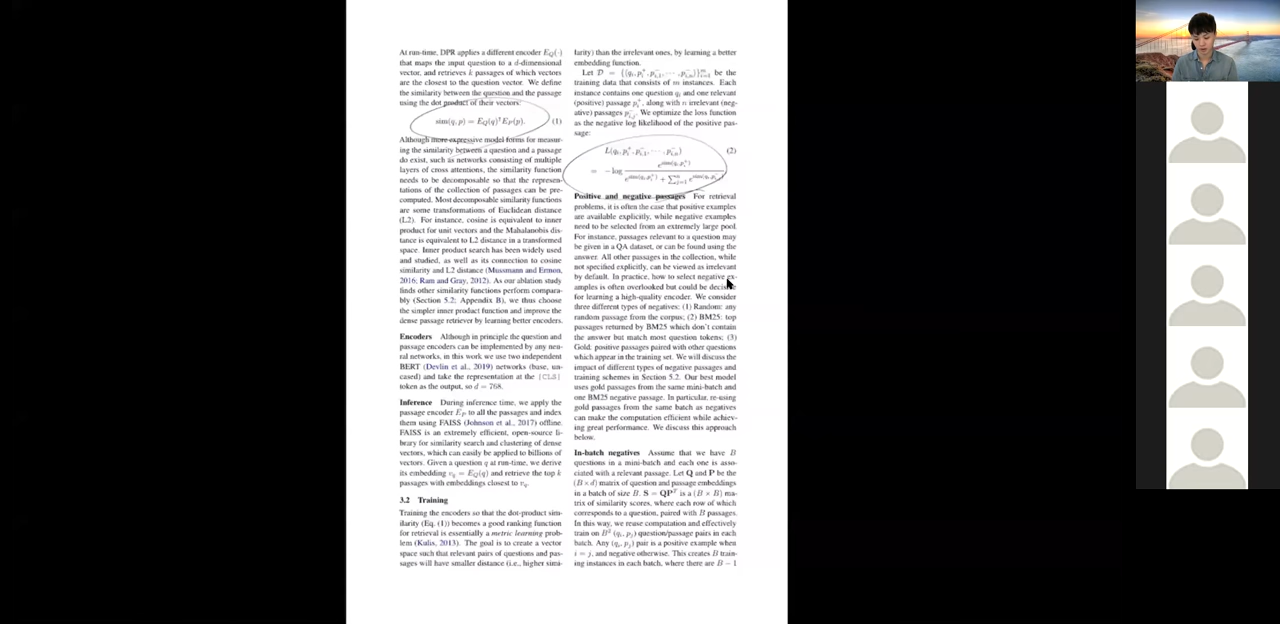 At run-time, DPR applies a different encoder E_Q(·)
that maps the input question to a d-dimensional
vector, and retrieves k passages of which vectors
are the closest to the question vector. We define
the similarity between the question and the passage
using the dot product of their vectors:
sim(q, p) = E_Q(q)^⊺E_P(p). (1)
Although more expressive model forms for measur-
ing the similarity between a question and a passage
do exist, such as networks consisting of multiple
layers of cross attentions, the similarity function
needs to be decomposable so that the represen-
tations of the collection of passages can be pre-
computed. Most decomposable similarity functions
are some transformations of Euclidean distance
(L2). For instance, cosine is equivalent to inner
product for unit vectors and the Mahalanobis dis-
tance is equivalent to L2 distance in a transformed
space. Inner product search has been widely used
and studied, as well as its connection to cosine
similarity and L2 distance (Mussmann and Ermon,
2016; Ram and Gray, 2012). As our ablation study
finds other similarity functions perform compara-
bly (Section 5.2; Appendix B), we thus choose
the simpler inner product function and improve the
dense passage retriever by learning better encoders.
Encoders Although in principle the question and
passage encoders can be implemented by any neu-
ral networks, in this work we use two independent
BERT (Devlin et al., 2019) networks (base, un-
cased) and take the representation at the [CLS]
token as the output, so d = 768.
Inference During inference time, we apply the
passage encoder E_P to all the passages and index
them using FAISS (Johnson et al., 2017) offline.
FAISS is an extremely efficient, open-source li-
brary for similarity search and clustering of dense
vectors, which can easily be applied to billions of
vectors. Given a question q at run-time, we derive
its embedding v_q = E_Q(q) and retrieve the top k
passages with embeddings closest to v_q.
3.2 Training
Training the encoders so that the dot-product sim-
ilarity (Eq. (1)) becomes a good ranking function
for retrieval is essentially a metric learning prob-
lem (Kulis, 2013). The goal is to create a vector
space such that relevant pairs of questions and pas-
sages will have smaller distance (i.e., higher simi-
larity) than the irrelevant ones, by learning a better
embedding function.
Let D = {⟨q_i, p_i^+, p_{i,1}^-, ⋯, p_{i,n}^-⟩}_{i=1}^m be the
training data that consists of m instances. Each
instance contains one question q_i and one relevant
(positive) passage p_i^+, along with n irrelevant (neg-
ative) passages p_{i,j}^-. We optimize the loss function
as the negative log likelihood of the positive pas-
sage:
L(q_i, p_i^+, p_{i,1}^-, ⋯, p_{i,n}^-) (2)
= −log e^{sim(q_i, p_i^+)} / (e^{sim(q_i, p_i^+)} + ∑_{j=1}^n e^{sim(q_i, p_{i,j}^-)})
Positive and negative passages For retrieval
problems, it is often the case that positive examples
are available explicitly, while negative examples
need to be selected from an extremely large pool.
For instance, passages relevant to a question may
be given in a QA dataset, or can be found using the
answer. All other passages in the collection, while
not specified explicitly, can be viewed as irrelevant
by default. In practice, how to select negative ex-
amples is often overlooked but could be decisive
for learning a high-quality encoder. We consider
three different types of negatives: (1) Random: any
random passage from the corpus; (2) BM25: top
passages returned by BM25 which don't contain
the answer but match most question tokens; (3)
Gold: positive passages paired with other questions
which appear in the training set. We will discuss the
impact of different types of negative passages and
training schemes in Section 5.2. Our best model
uses gold passages from the same mini-batch and
one BM25 negative passage. In particular, re-using
gold passages from the same batch as negatives
can make the computation efficient while achiev-
ing great performance. We discuss this approach
below.
In-batch negatives Assume that we have B
questions in a mini-batch and each one is asso-
ciated with a relevant passage. Let Q and P be the
(B×d) matrix of question and passage embeddings
in a batch of size B. S = QP^T is a (B × B) ma-
trix of similarity scores, where each row of which
corresponds to a question, paired with B passages.
In this way, we reuse computation and effectively
train on B² (q_i, p_j) question/passage pairs in each
batch. Any (q_i, p_j) pair is a positive example when
i = j, and negative otherwise. This creates B train-
ing instances in each batch, where there are B − 1